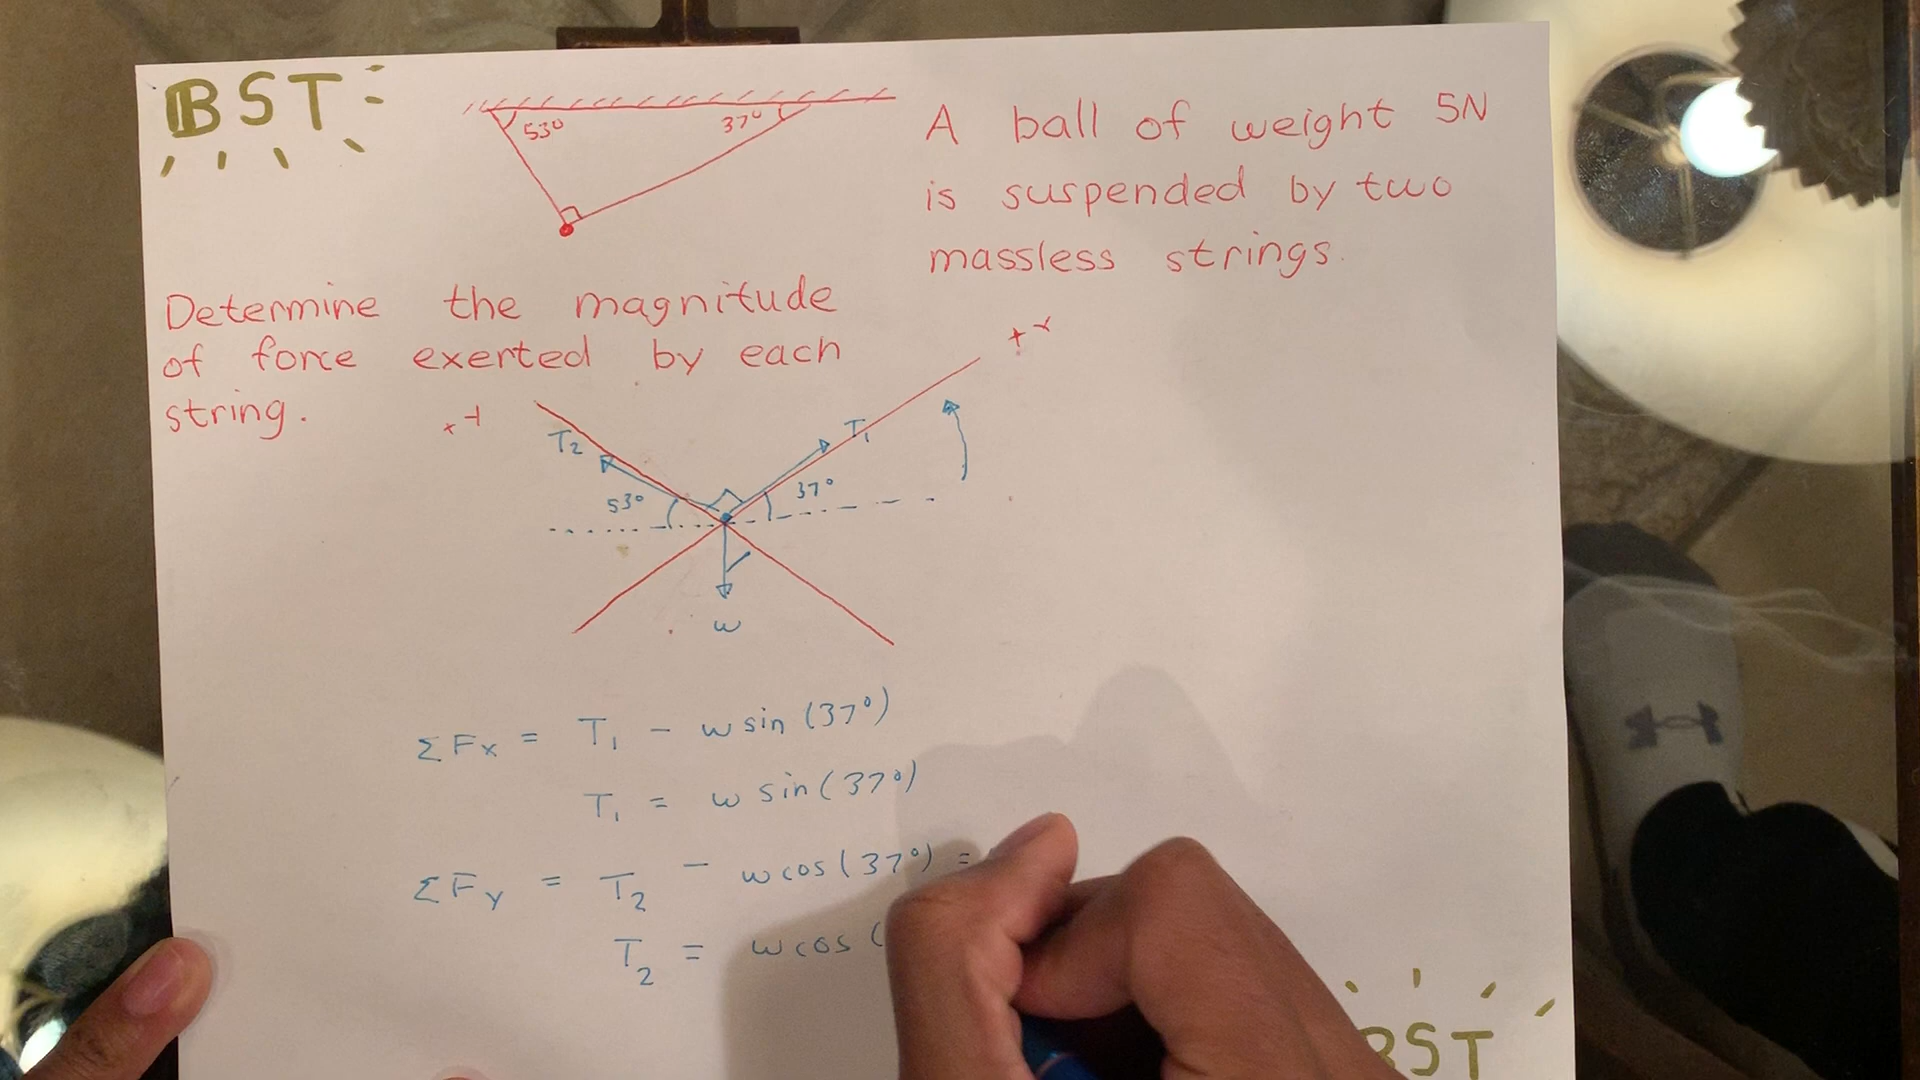 BST
53° 37°
A ball of weight 5N
is suspended by two
massless strings.
Determine the magnitude
of force exerted by each
string.
T₂ T₁
53° 37°
w
ΣFx = T₁ - w sin (37°)
T₁ = w sin (37°)
ΣFy = T₂ - w cos (37°) =
T₂ = w cos (
BST